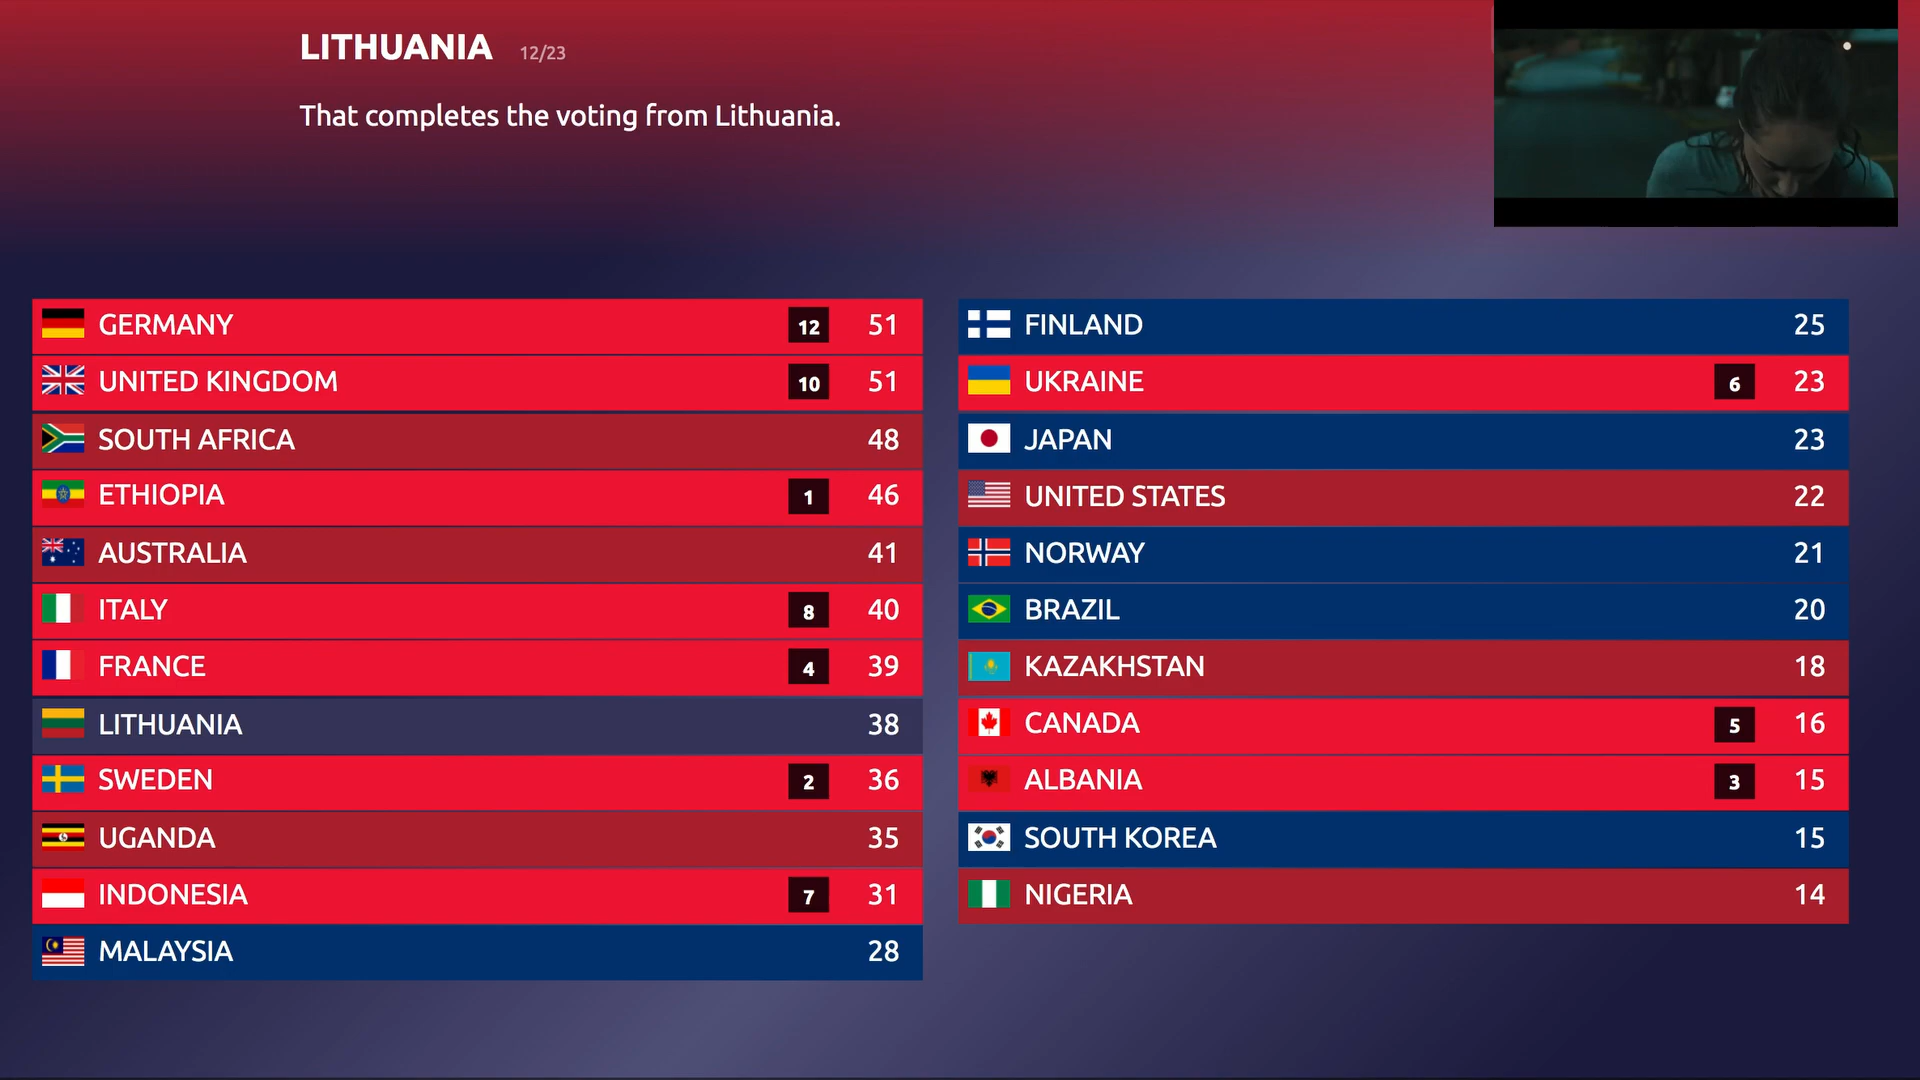 LITHUANIA 12/23
That completes the voting from Lithuania.
GERMANY 12 51
UNITED KINGDOM 10 51
SOUTH AFRICA 48
ETHIOPIA 1 46
AUSTRALIA 41
ITALY 8 40
FRANCE 4 39
LITHUANIA 38
SWEDEN 2 36
UGANDA 35
INDONESIA 7 31
MALAYSIA 28
FINLAND 25
UKRAINE 6 23
JAPAN 23
UNITED STATES 22
NORWAY 21
BRAZIL 20
KAZAKHSTAN 18
CANADA 5 16
ALBANIA 3 15
SOUTH KOREA 15
NIGERIA 14